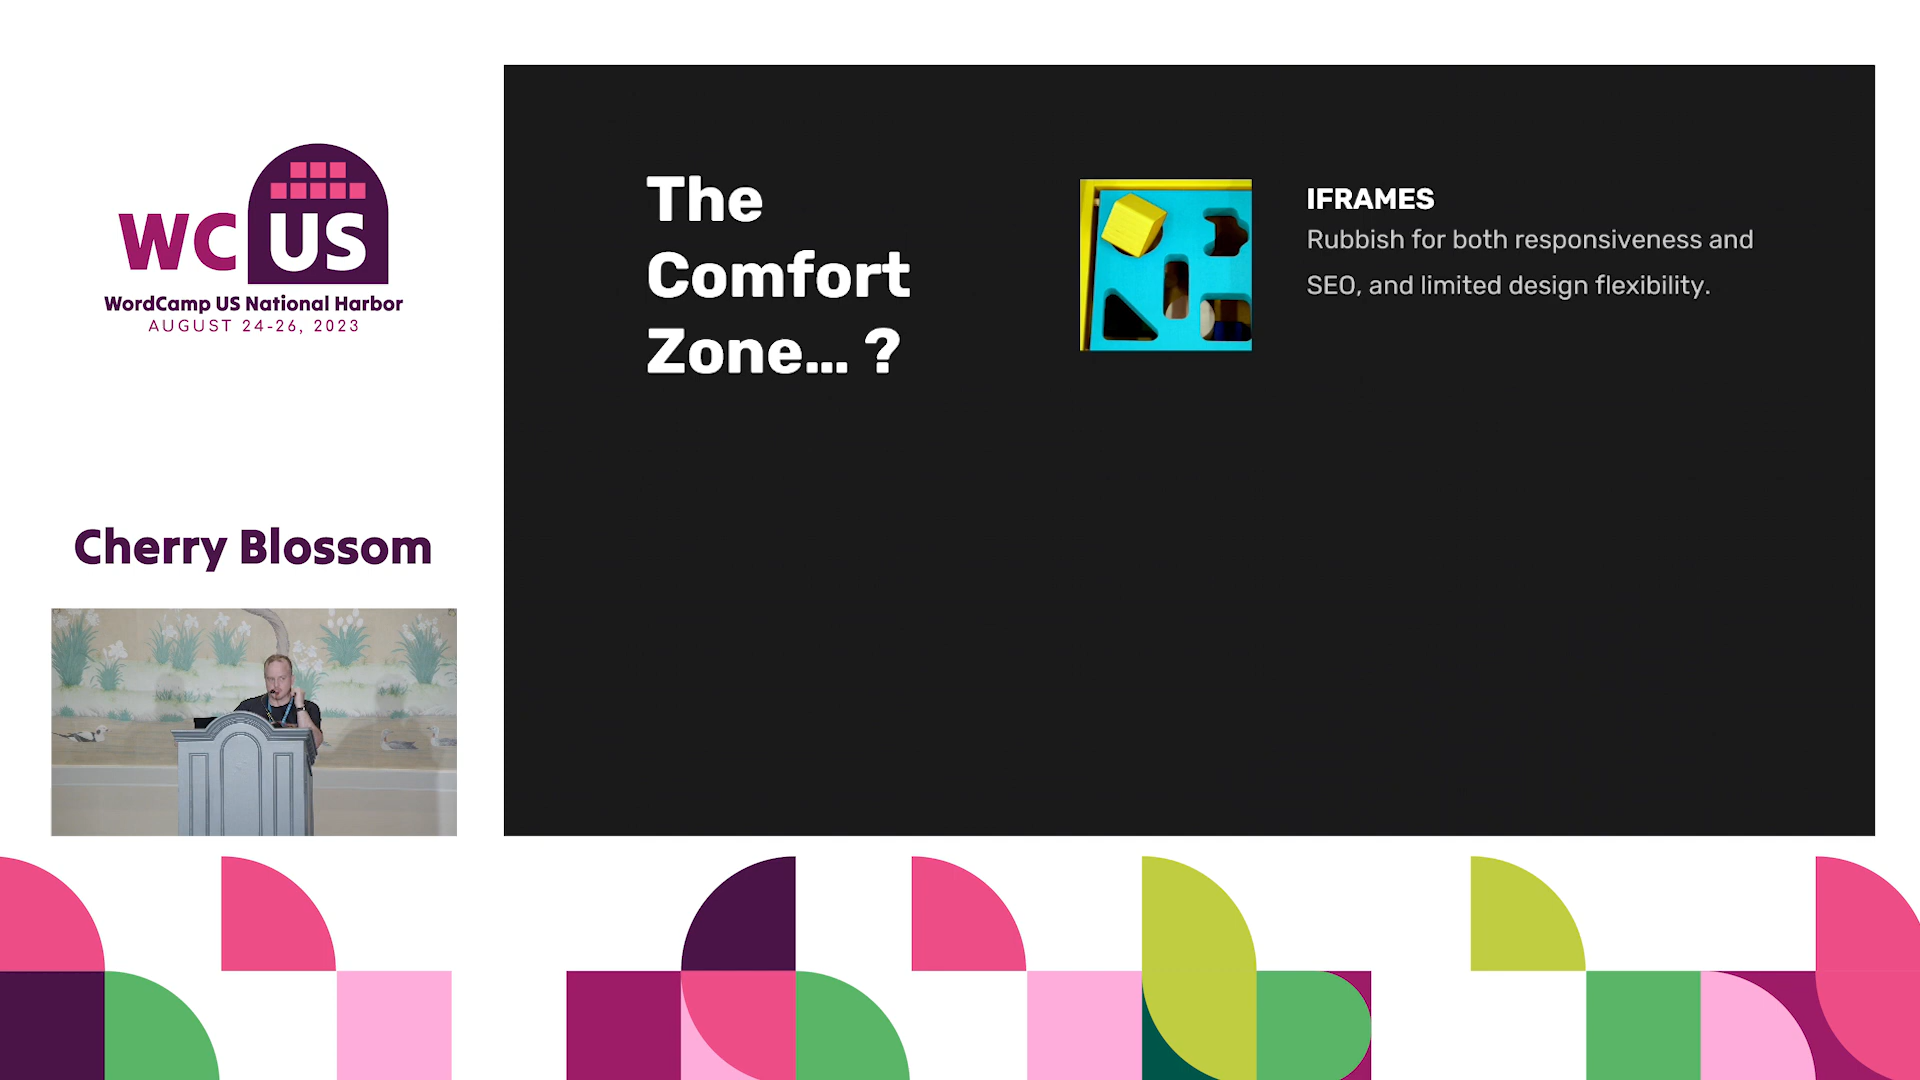 WC US
WordCamp US National Harbor
AUGUST 24-26, 2023
Cherry Blossom
The
Comfort
Zone... ?
IFRAMES
Rubbish for both responsiveness and
SEO, and limited design flexibility.